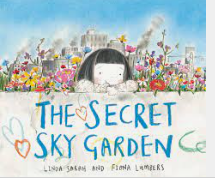 THE SECRET
SKY GARDEN
LINDA SARAH AND FIONA LUMBERS